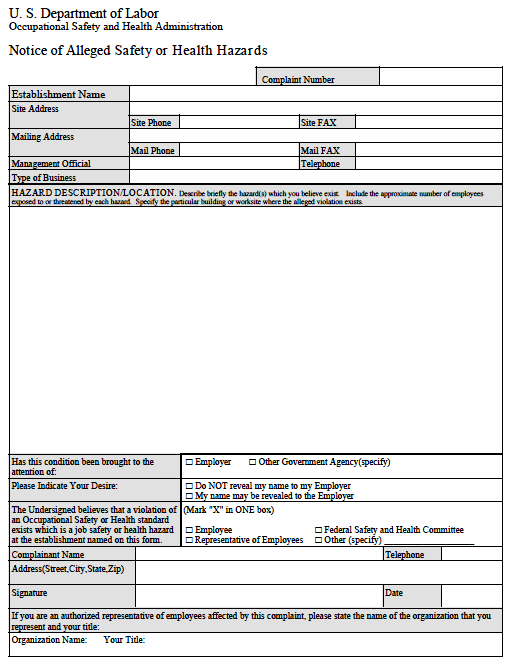 U. S. Department of Labor
Occupational Safety and Health Administration
Notice of Alleged Safety or Health Hazards
Complaint Number
Establishment Name
Site Address
Site Phone Site FAX
Mailing Address
Mail Phone Mail FAX
Management Official Telephone
Type of Business
HAZARD DESCRIPTION/LOCATION. Describe briefly the hazard(s) which you believe exist. Include the approximate number of employees
exposed to or threatened by each hazard. Specify the particular building or worksite where the alleged violation exists.
Has this condition been brought to the
attention of:
☐ Employer ☐ Other Government Agency(specify)
Please Indicate Your Desire:
☐ Do NOT reveal my name to my Employer
☐ My name may be revealed to the Employer
The Undersigned believes that a violation of
an Occupational Safety or Health standard
exists which is a job safety or health hazard
at the establishment named on this form.
(Mark "X" in ONE box)
☐ Employee ☐ Federal Safety and Health Committee
☐ Representative of Employees ☐ Other (specify) ____________________
Complainant Name Telephone
Address(Street,City,State,Zip)
Signature Date
If you are an authorized representative of employees affected by this complaint, please state the name of the organization that you
represent and your title:
Organization Name: Your Title: